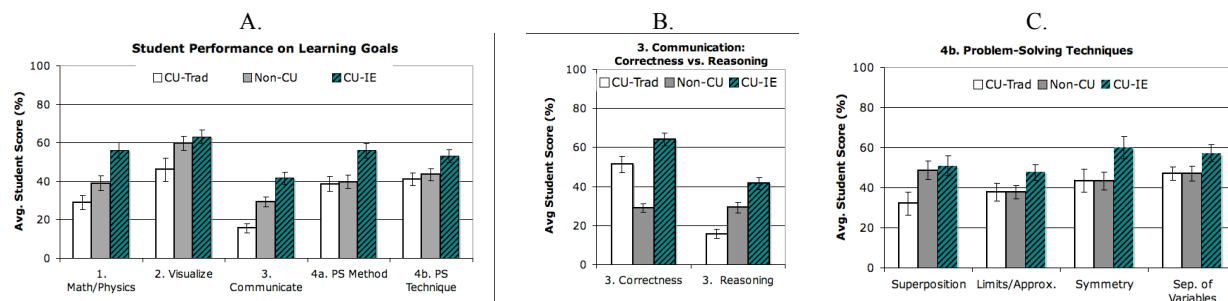 A.
Student Performance on Learning Goals
CU-Trad Non-CU CU-IE
100
80
60
40
20
0
Avg. Student Score (%)
1. Math/Physics
2. Visualize
3. Communicate
4a. PS Method
4b. PS Technique
B.
3. Communication:
Correctness vs. Reasoning
CU-Trad Non-CU CU-IE
100
80
60
40
20
0
Avg Student Score (%)
3. Correctness
3. Reasoning
C.
4b. Problem-Solving Techniques
CU-Trad Non-CU CU-IE
100
80
60
40
20
0
Avg. Student Score (%)
Superposition
Limits/Approx.
Symmetry
Sep. of Variables